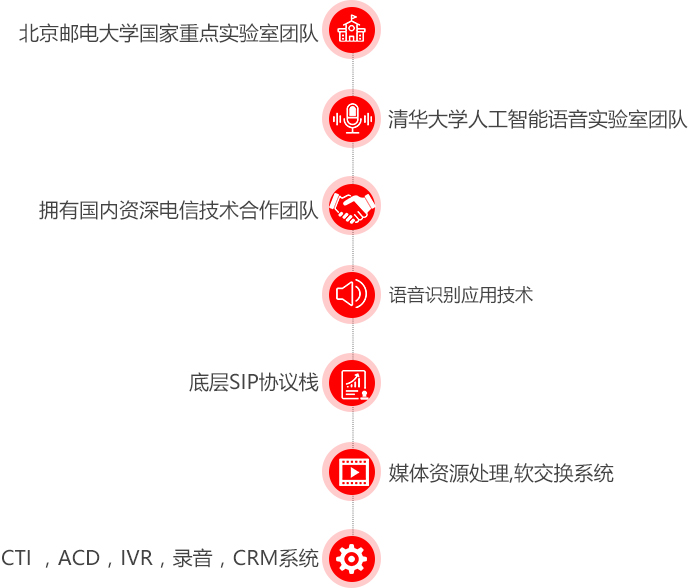 北京邮电大学国家重点实验室团队
清华大学人工智能语音实验室团队
拥有国内资深电信技术合作团队
语音识别应用技术
底层SIP协议栈
媒体资源处理,软交换系统
CTI ，ACD，IVR，录音，CRM系统